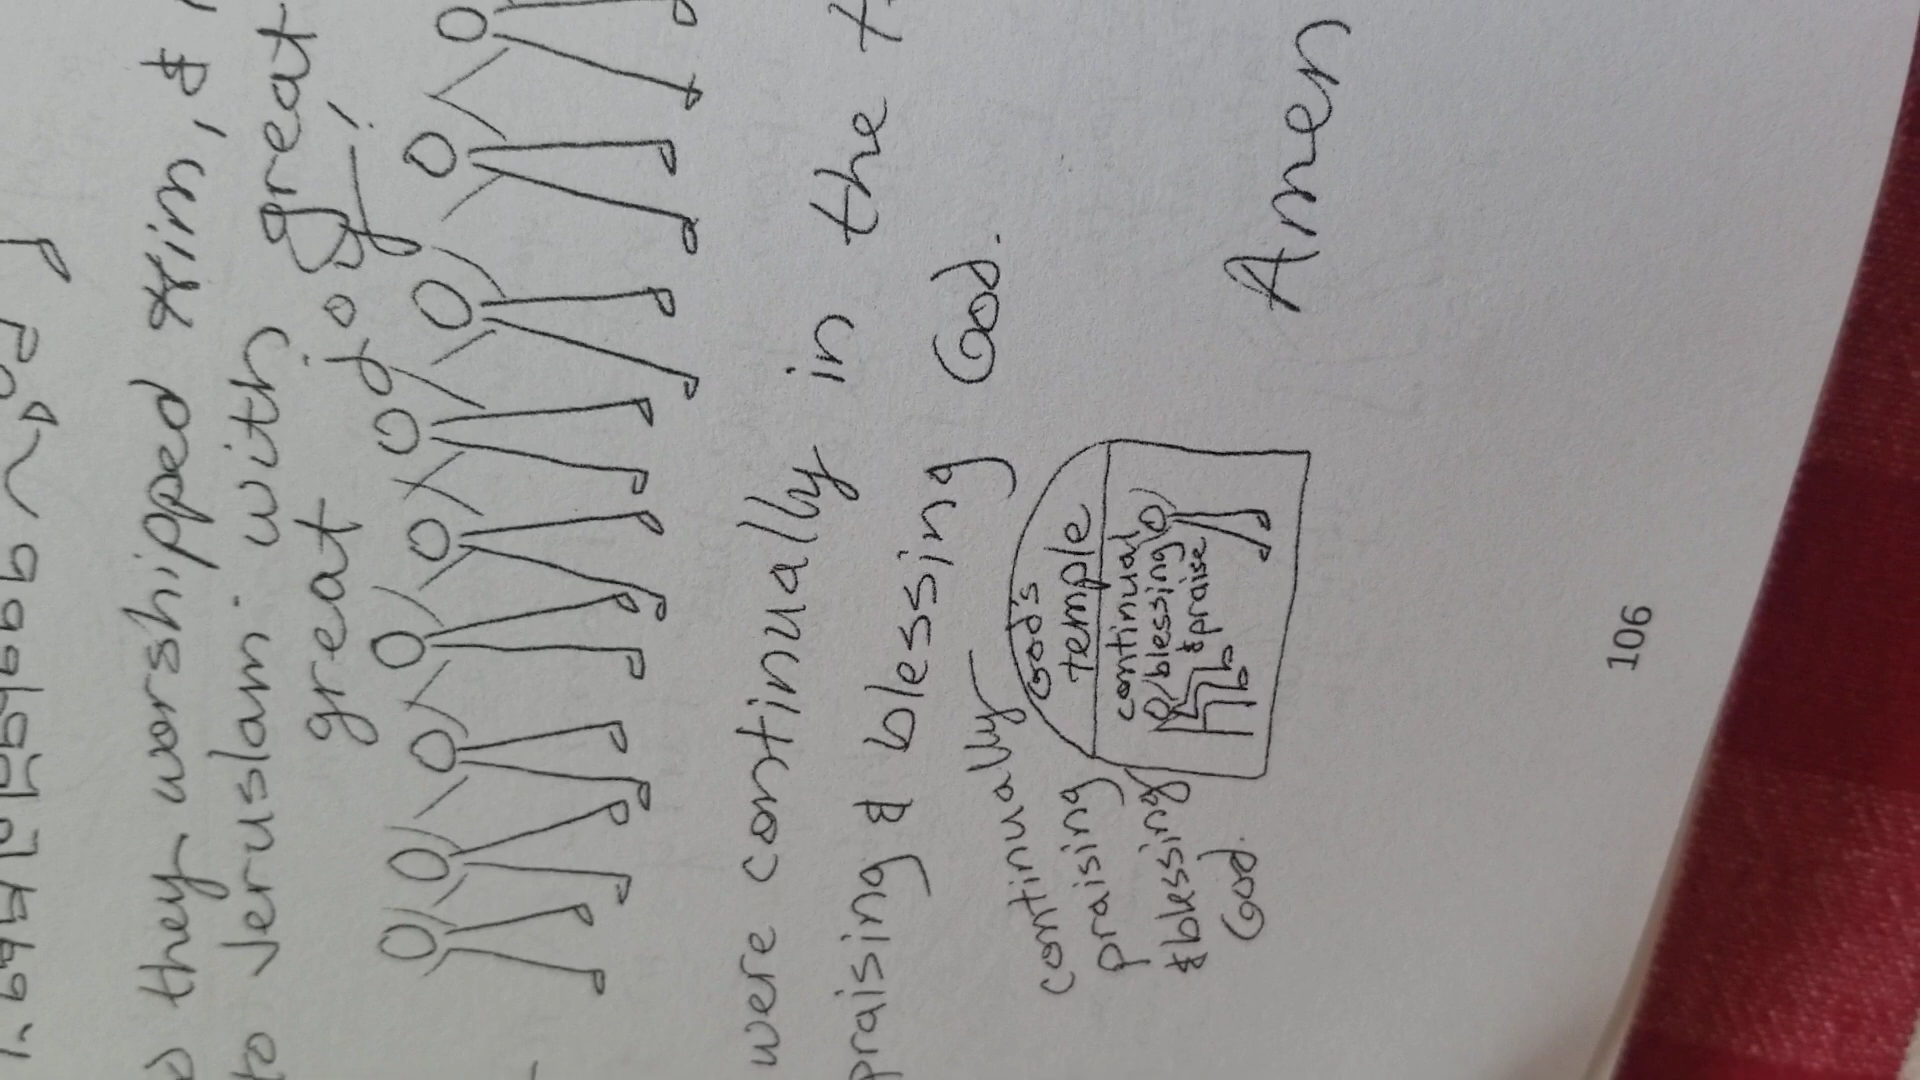 they worshipped Him, &
to Jeruslam with great
great joy!
were continually in the
praising & blessing God.
continually
praising
& blessing
God.
God's
temple
continual
blessing
& praise
Amen
106